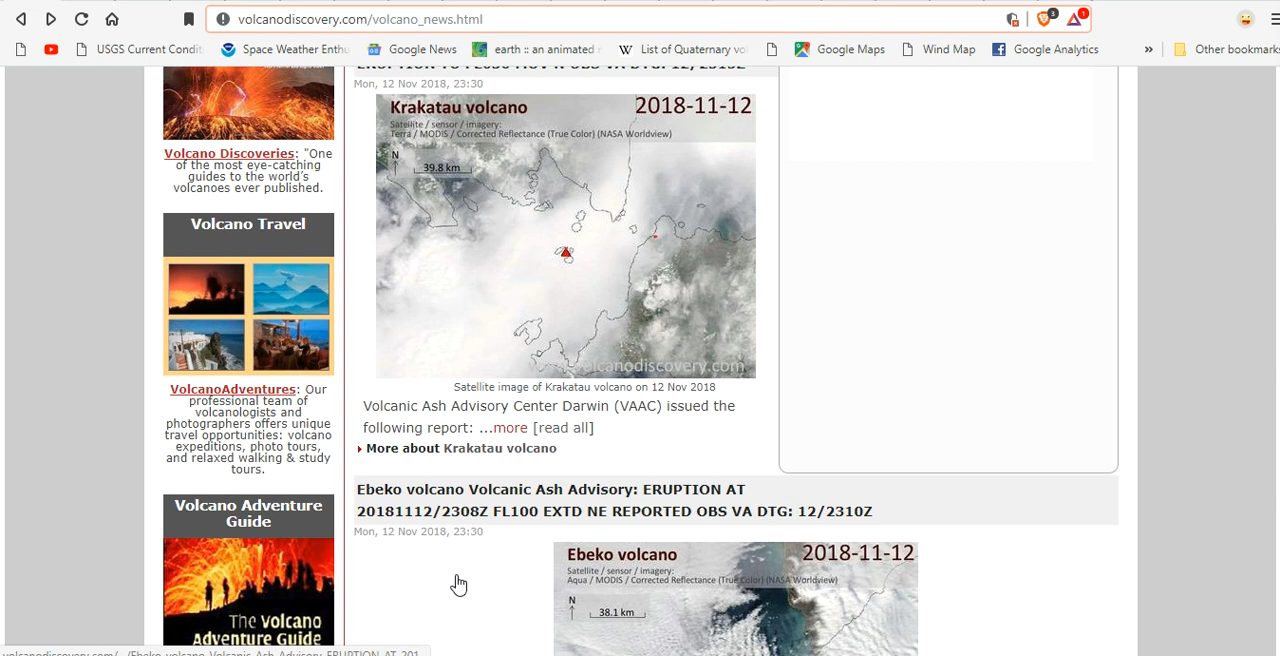 volcanodiscovery.com/volcano_news.html
3
1
USGS Current Condit
Space Weather Enthu
Google News
earth :: an animated
List of Quaternary vo
Google Maps
Wind Map
Google Analytics
»
Other bookmarks
Mon, 12 Nov 2018, 23:30
Krakatau volcano
2018-11-12
Satellite / sensor / imagery:
Terra / MODIS / Corrected Reflectance (True Color) (NASA Worldview)
N
39.8 km
volcanodiscovery.com
Satellite image of Krakatau volcano on 12 Nov 2018
Volcanic Ash Advisory Center Darwin (VAAC) issued the
following report: ...more [read all]
More about Krakatau volcano
Ebeko volcano Volcanic Ash Advisory: ERUPTION AT
20181112/2308Z FL100 EXTD NE REPORTED OBS VA DTG: 12/2310Z
Mon, 12 Nov 2018, 23:30
Ebeko volcano
2018-11-12
Satellite / sensor / imagery:
Aqua / MODIS / Corrected Reflectance (True Color) (NASA Worldview)
N
38.1 km
Volcano Discoveries: "One
of the most eye-catching
guides to the world's
volcanoes ever published.
Volcano Travel
VolcanoAdventures: Our
professional team of
volcanologists and
photographers offers unique
travel opportunities: volcano
expeditions, photo tours,
and relaxed walking & study
tours.
Volcano Adventure
Guide
The Volcano
Adventure Guide